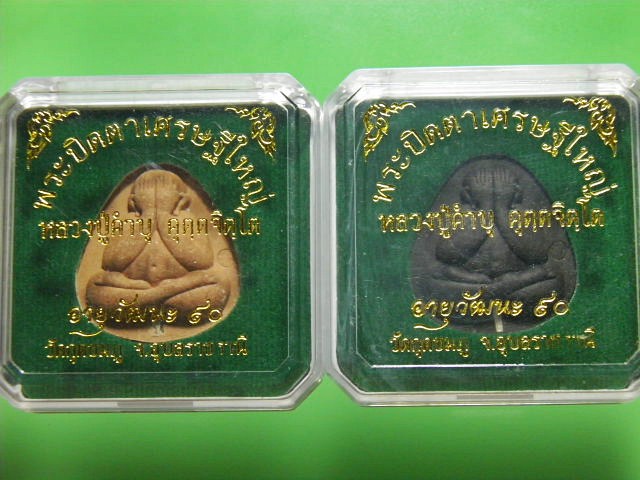 พระปิดตาเศรษฐีใหญ่
หลวงปู่คำบุ คุตฺตจิตฺโต
อายุวัฒนะ ๙๐
วัดกุดชมภู จ.อุบลราชธานี
พระปิดตาเศรษฐีใหญ่
หลวงปู่คำบุ คุตฺตจิตฺโต
อายุวัฒนะ ๙๐
วัดกุดชมภู จ.อุบลราชธานี